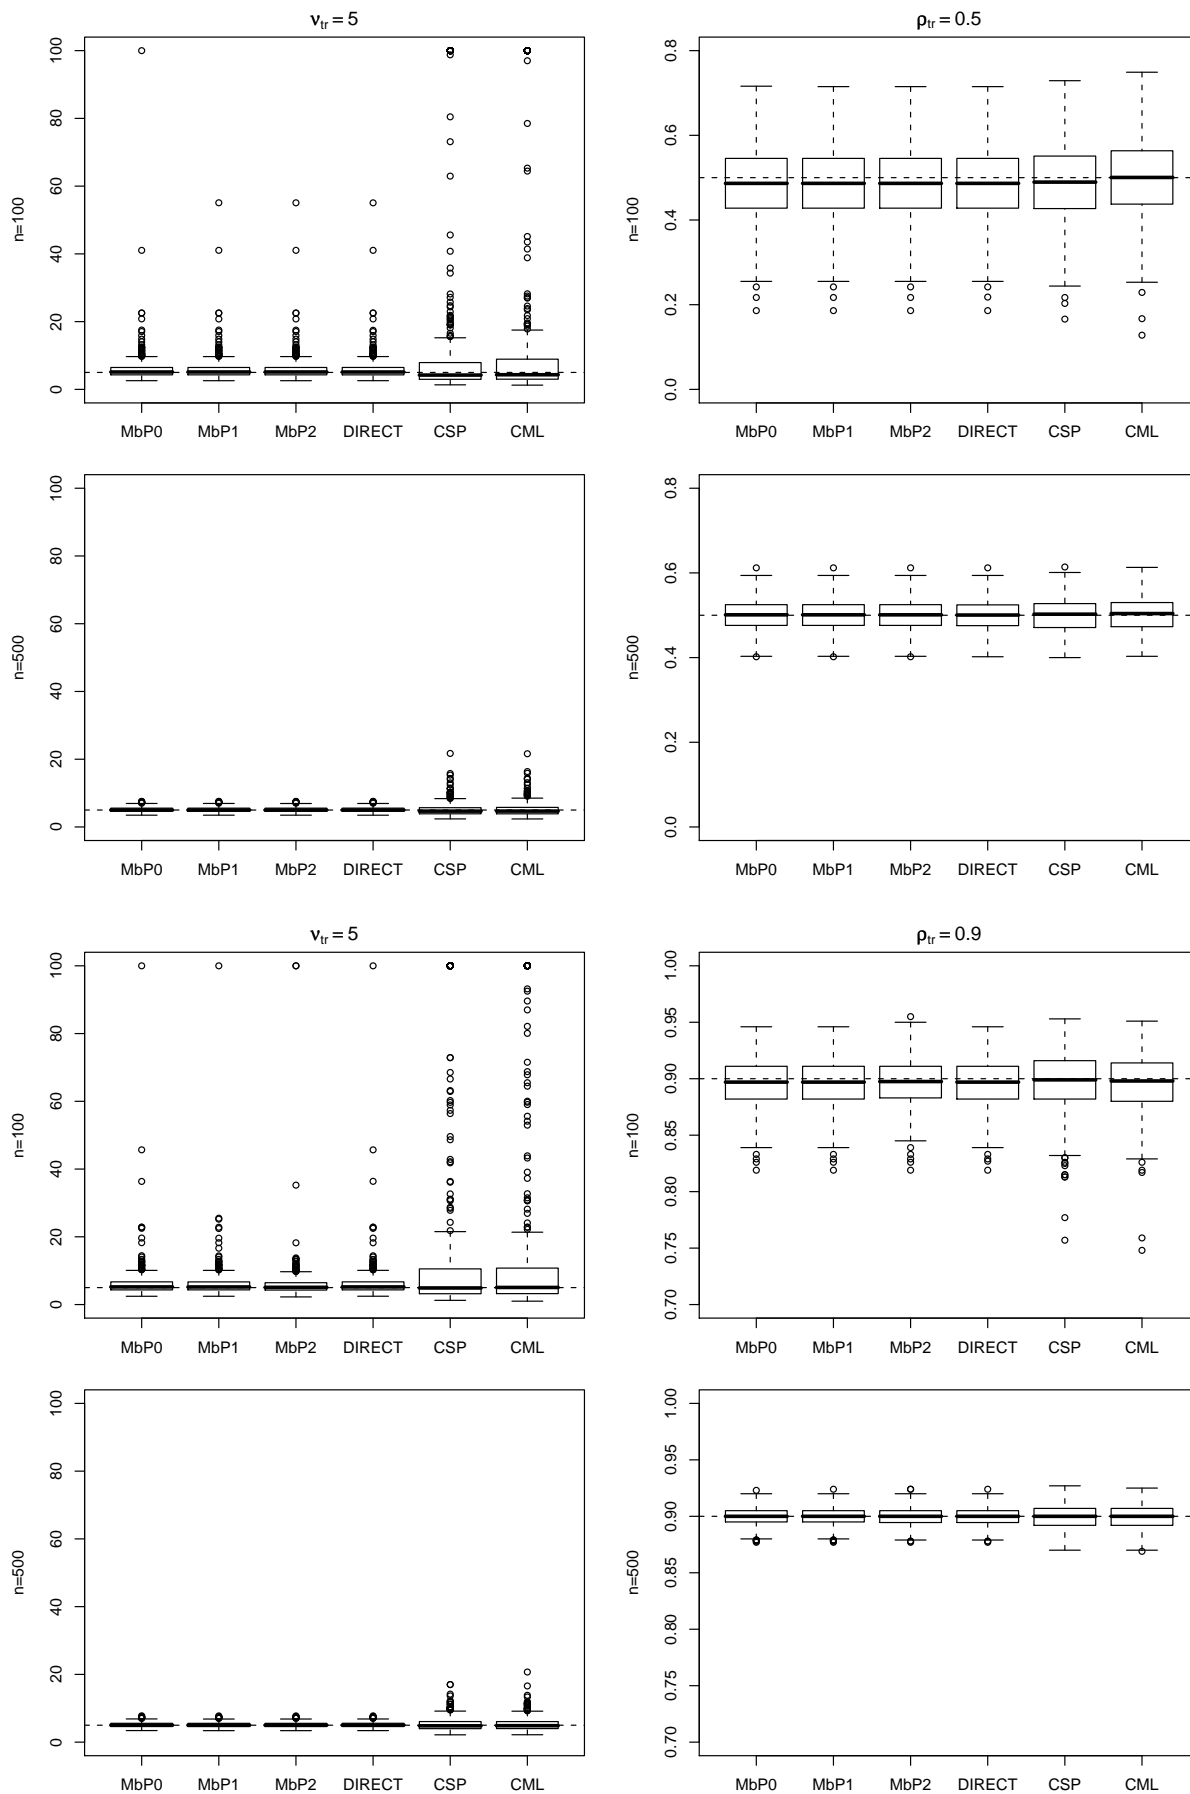 ν_tr = 5
100
80
60
40
20
0
n=100
MbP0 MbP1 MbP2 DIRECT CSP CML
ρ_tr = 0.5
0.8
0.6
0.4
0.2
0.0
n=100
MbP0 MbP1 MbP2 DIRECT CSP CML
100
80
60
40
20
0
n=500
MbP0 MbP1 MbP2 DIRECT CSP CML
0.8
0.6
0.4
0.2
0.0
n=500
MbP0 MbP1 MbP2 DIRECT CSP CML
ν_tr = 5
100
80
60
40
20
0
n=100
MbP0 MbP1 MbP2 DIRECT CSP CML
ρ_tr = 0.9
1.00
0.95
0.90
0.85
0.80
0.75
0.70
n=100
MbP0 MbP1 MbP2 DIRECT CSP CML
100
80
60
40
20
0
n=500
MbP0 MbP1 MbP2 DIRECT CSP CML
1.00
0.95
0.90
0.85
0.80
0.75
0.70
n=500
MbP0 MbP1 MbP2 DIRECT CSP CML